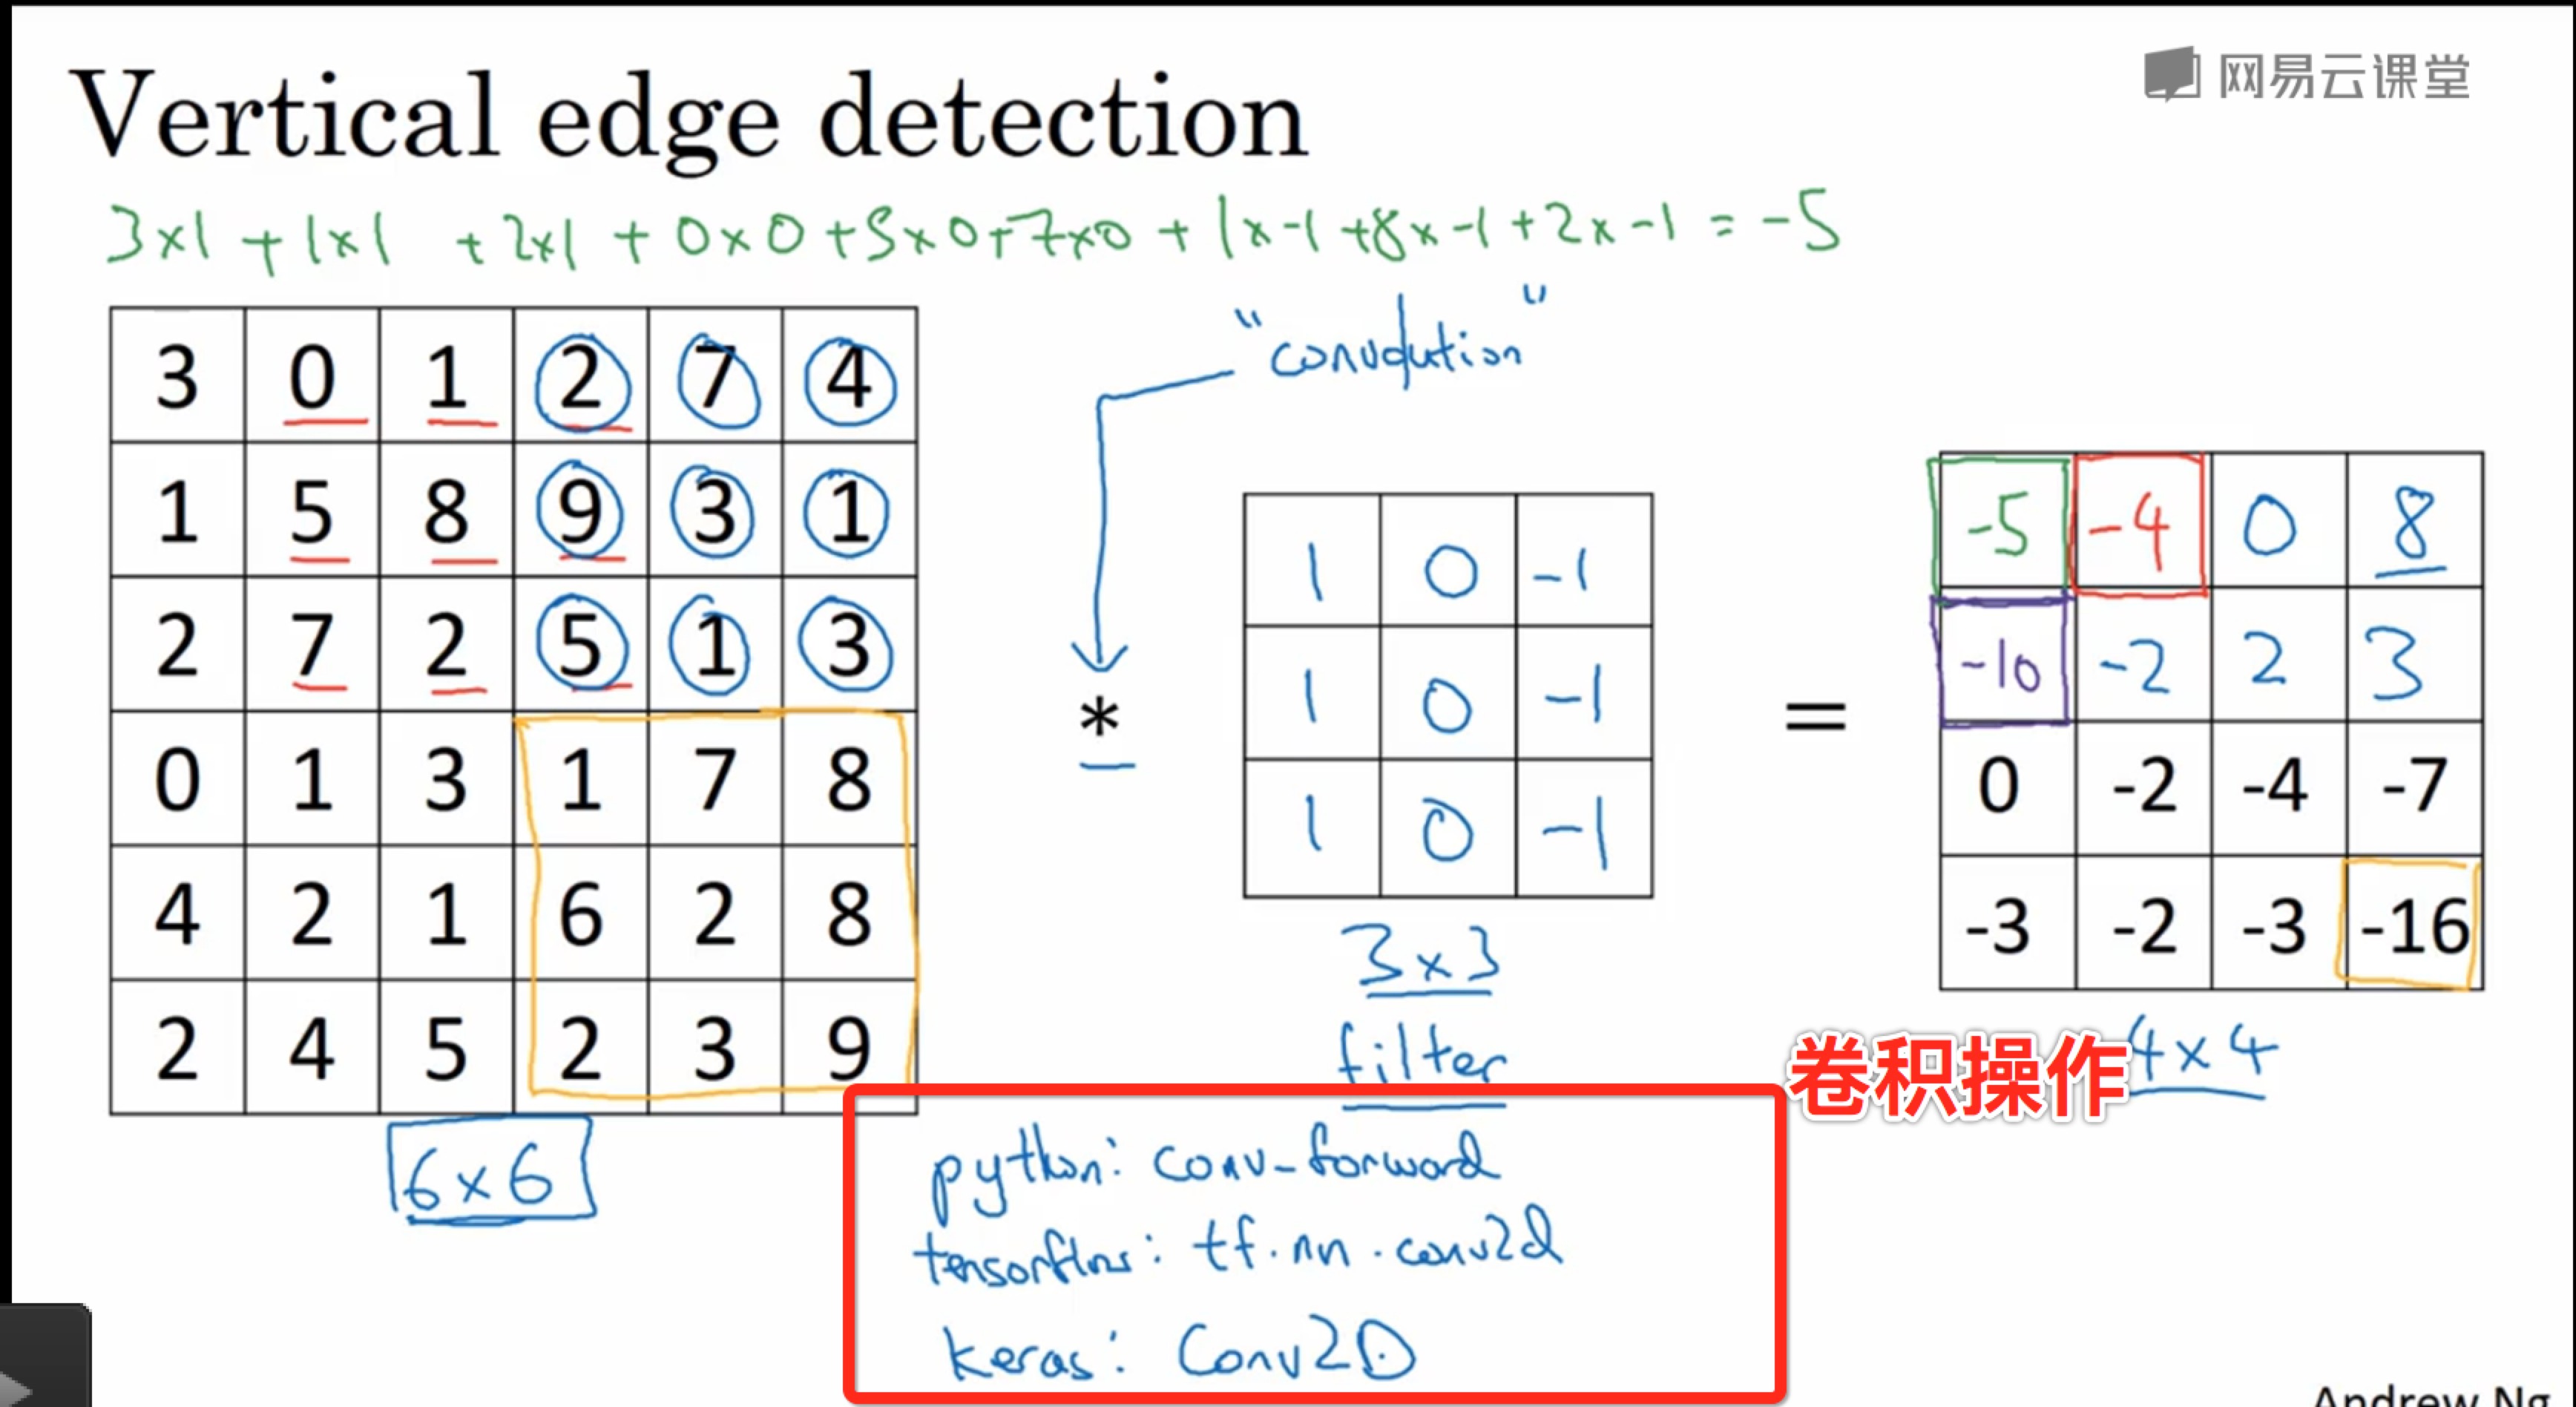 Vertical edge detection
网易云课堂
3x1 + 1x1 + 2x1 + 0x0 + 5x0 + 7x0 + 1x-1 + 8x-1 + 2x-1 = -5
"convolution"
3 0 1 2 7 4
1 5 8 9 3 1
2 7 2 5 1 3
0 1 3 1 7 8
4 2 1 6 2 8
2 4 5 2 3 9
6x6
*
1 0 -1
1 0 -1
1 0 -1
3x3
filter
=
-5 -4 0 8
-10 -2 2 3
0 -2 -4 -7
-3 -2 -3 -16
4x4
卷积操作
python: conv-forward
tensorflow: tf.nn.conv2d
keras: Conv2D
Andrew Ng